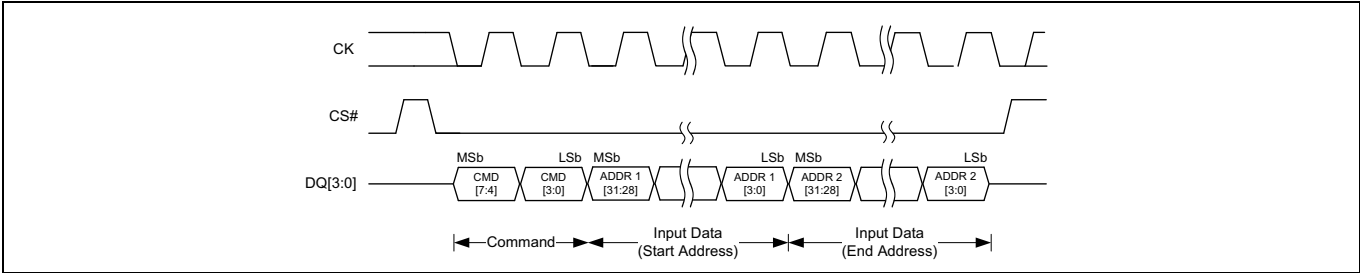 CK
CS#
MSb LSb MSb LSb MSb LSb
DQ[3:0] CMD CMD ADDR 1 ADDR 1 ADDR 2 ADDR 2
[7:4] [3:0] [31:28] [3:0] [31:28] [3:0]
Command Input Data Input Data
(Start Address) (End Address)